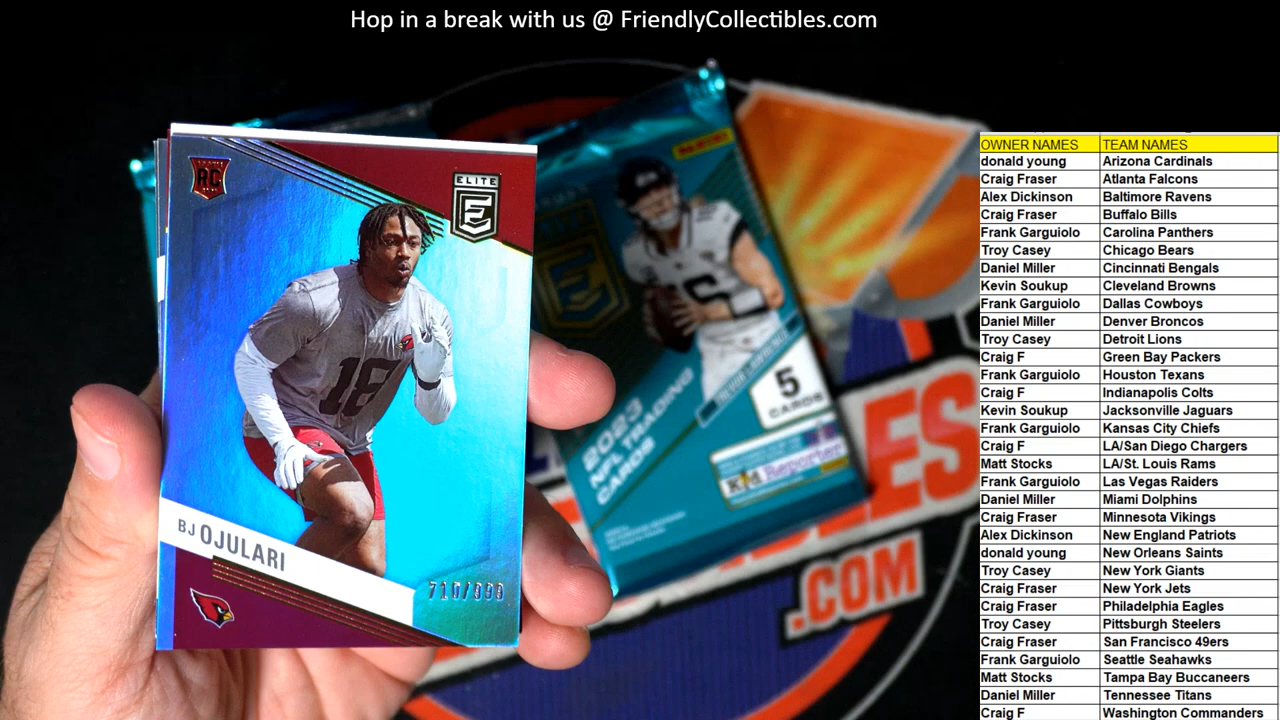 Hop in a break with us @ FriendlyCollectibles.com
RC
ELITE
E
18
BJ OJULARI
710/999
PANINI
2023
NFL TRADING
CARDS
5
CARDS
Kid Reporter
ES
.COM
OWNER NAMES TEAM NAMES
donald young Arizona Cardinals
Craig Fraser Atlanta Falcons
Alex Dickinson Baltimore Ravens
Craig Fraser Buffalo Bills
Frank Garguiolo Carolina Panthers
Troy Casey Chicago Bears
Daniel Miller Cincinnati Bengals
Kevin Soukup Cleveland Browns
Frank Garguiolo Dallas Cowboys
Daniel Miller Denver Broncos
Troy Casey Detroit Lions
Craig F Green Bay Packers
Frank Garguiolo Houston Texans
Craig F Indianapolis Colts
Kevin Soukup Jacksonville Jaguars
Frank Garguiolo Kansas City Chiefs
Craig F LA/San Diego Chargers
Matt Stocks LA/St. Louis Rams
Frank Garguiolo Las Vegas Raiders
Daniel Miller Miami Dolphins
Craig Fraser Minnesota Vikings
Alex Dickinson New England Patriots
donald young New Orleans Saints
Troy Casey New York Giants
Craig Fraser New York Jets
Craig Fraser Philadelphia Eagles
Troy Casey Pittsburgh Steelers
Craig Fraser San Francisco 49ers
Frank Garguiolo Seattle Seahawks
Matt Stocks Tampa Bay Buccaneers
Daniel Miller Tennessee Titans
Craig F Washington Commanders